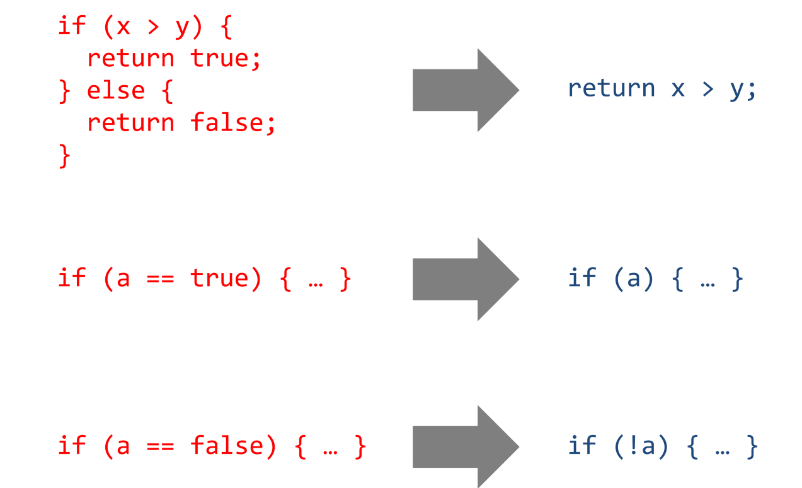 if (x > y) {
  return true;
} else {
  return false;
}
return x > y;
if (a == true) { … }
if (a) { … }
if (a == false) { … }
if (!a) { … }